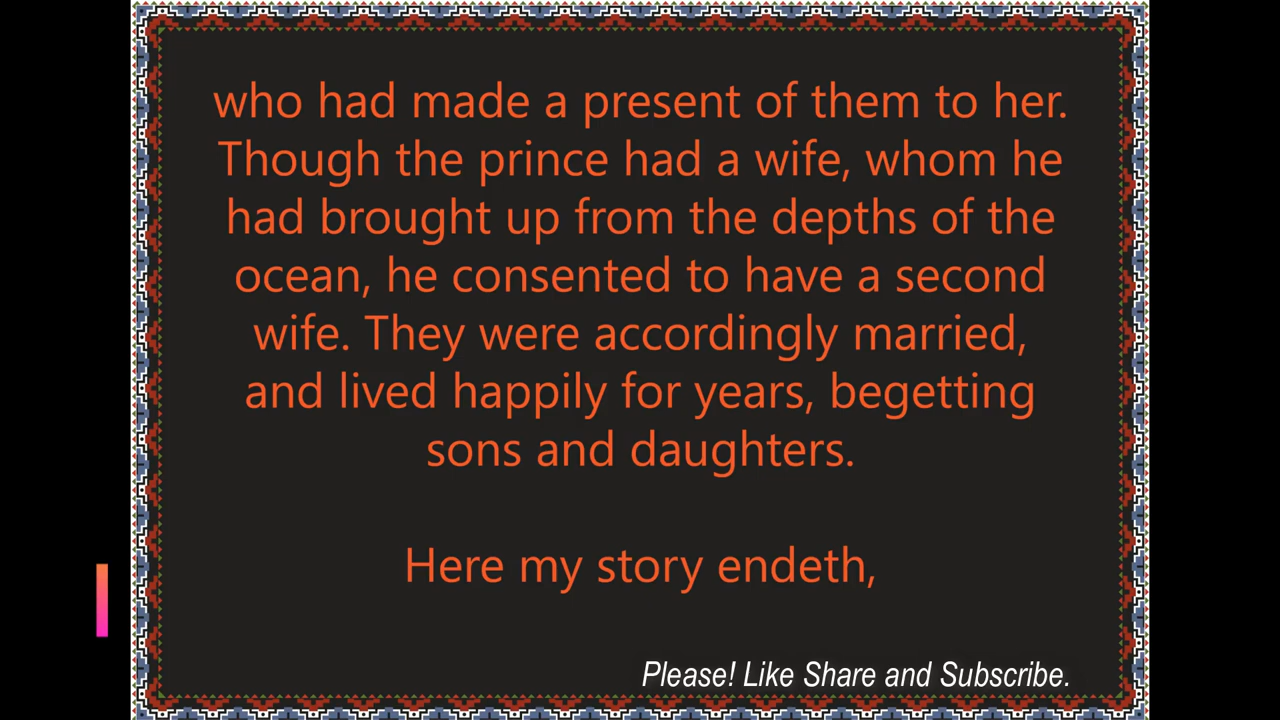 who had made a present of them to her.
Though the prince had a wife, whom he
had brought up from the depths of the
ocean, he consented to have a second
wife. They were accordingly married,
and lived happily for years, begetting
sons and daughters.
Here my story endeth,
Please! Like Share and Subscribe.